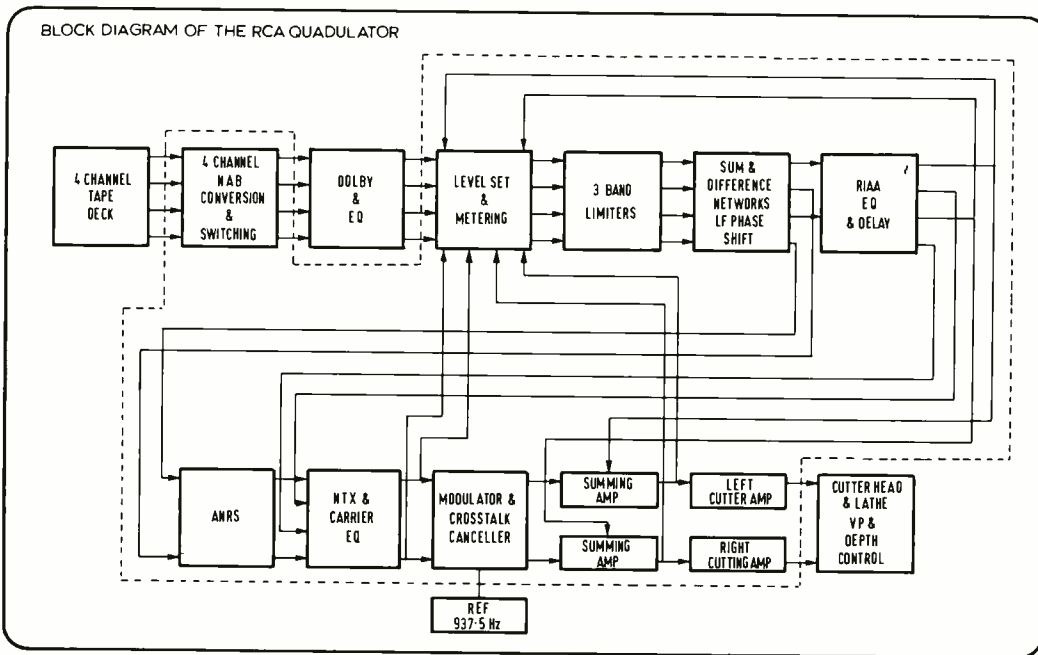 BLOCK DIAGRAM OF THE RCA QUADULATOR
4 CHANNEL
TAPE
DECK
4 CHANNEL
NAB
CONVERSION
&
SWITCHING
DOLBY
&
EQ
LEVEL SET
&
METERING
3 BAND
LIMITERS
SUM &
DIFFERENCE
NETWORKS
LF PHASE
SHIFT
RIAA
EQ
& DELAY
ANRS
NTX &
CARRIER
EQ
MODULATOR &
CROSSTALK
CANCELLER
SUMMING
AMP
SUMMING
AMP
LEFT
CUTTER AMP
RIGHT
CUTTING AMP
CUTTER HEAD
& LATHE
VP &
DEPTH
CONTROL
REF
937·5 Hz